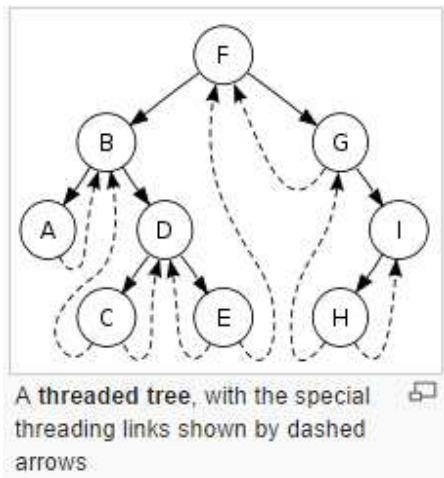 F
B G
A D I
C E H
A threaded tree, with the special
threading links shown by dashed
arrows